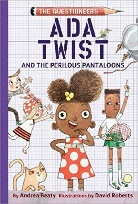 THE QUESTIONEERS
ADA
TWIST
AND THE PERILOUS PANTALOONS
By Andrea Beaty Illustrations by David Roberts